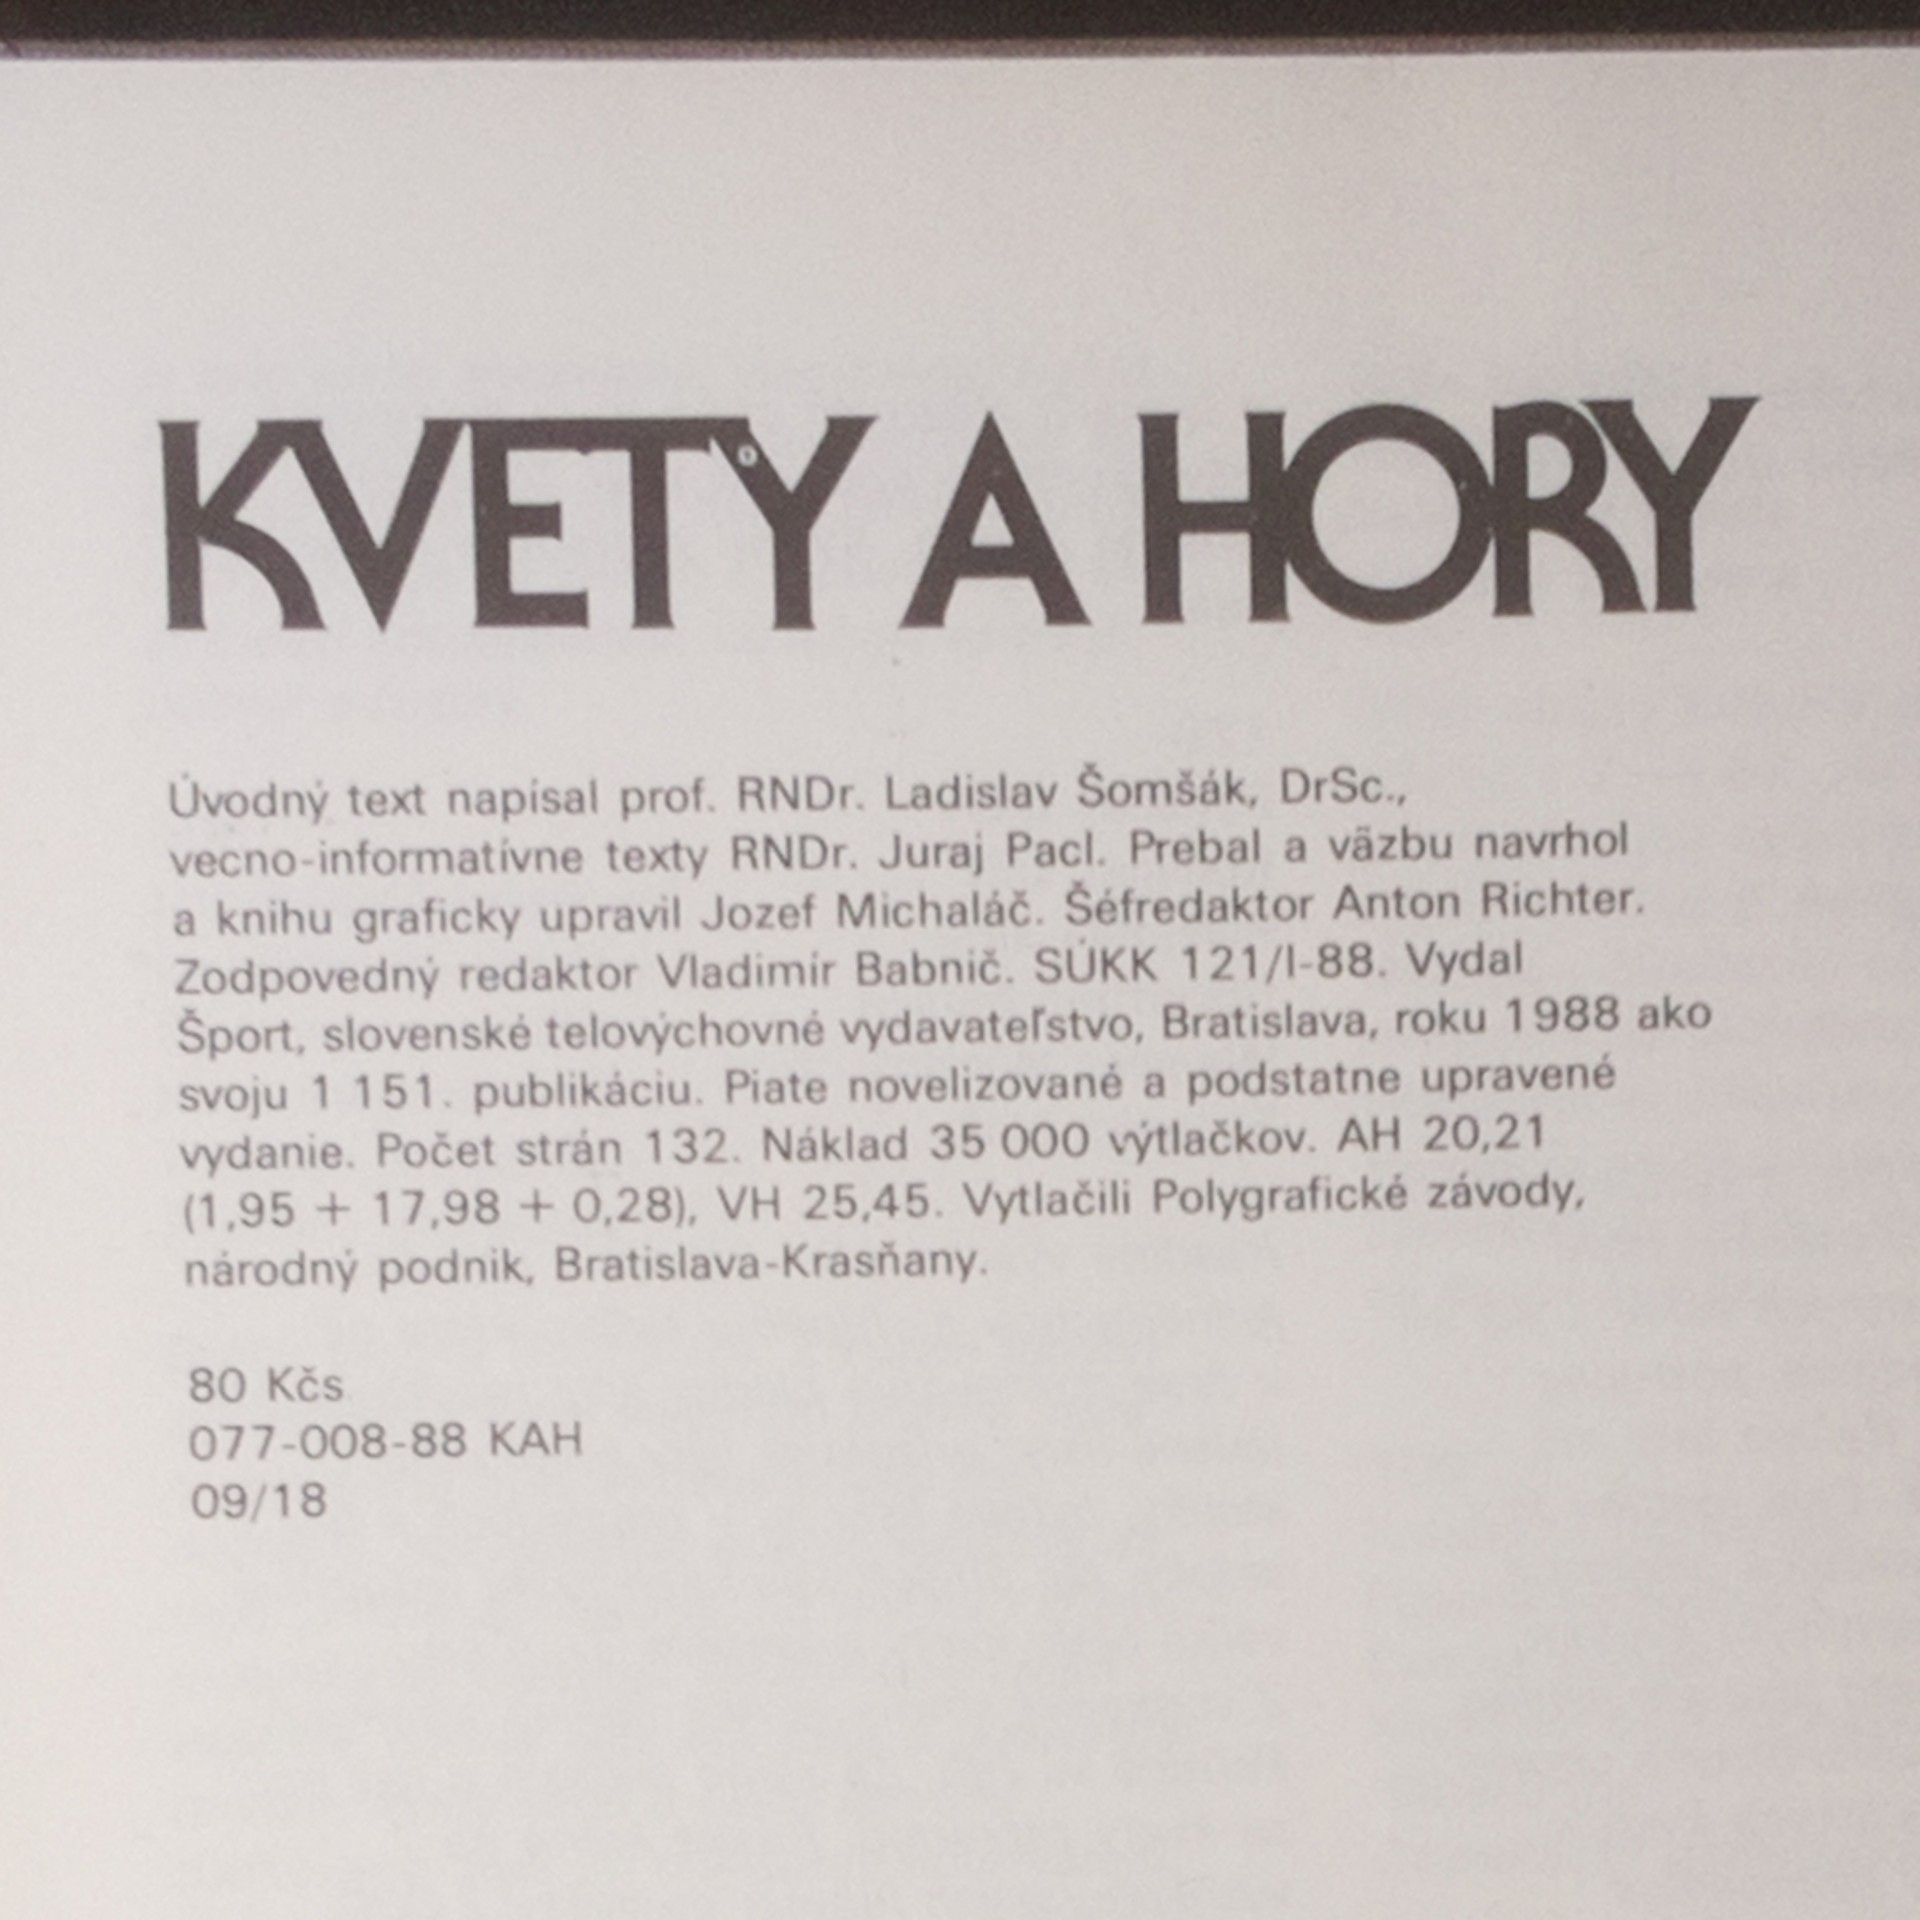 KVETY A HORY
Úvodný text napísal prof. RNDr. Ladislav Šomšák, DrSc.,
vecno-informatívne texty RNDr. Juraj Pacl. Prebal a väzbu navrhol
a knihu graficky upravil Jozef Michaláč. Šéfredaktor Anton Richter.
Zodpovedný redaktor Vladimír Babnič. SÚKK 121/I-88. Vydal
Šport, slovenské telovýchovné vydavateľstvo, Bratislava, roku 1988 ako
svoju 1 151. publikáciu. Piate novelizované a podstatne upravené
vydanie. Počet strán 132. Náklad 35 000 výtlačkov. AH 20,21
(1,95 + 17,98 + 0,28), VH 25,45. Vytlačili Polygrafické závody,
národný podnik, Bratislava-Krasňany.
80 Kčs
077-008-88 KAH
09/18